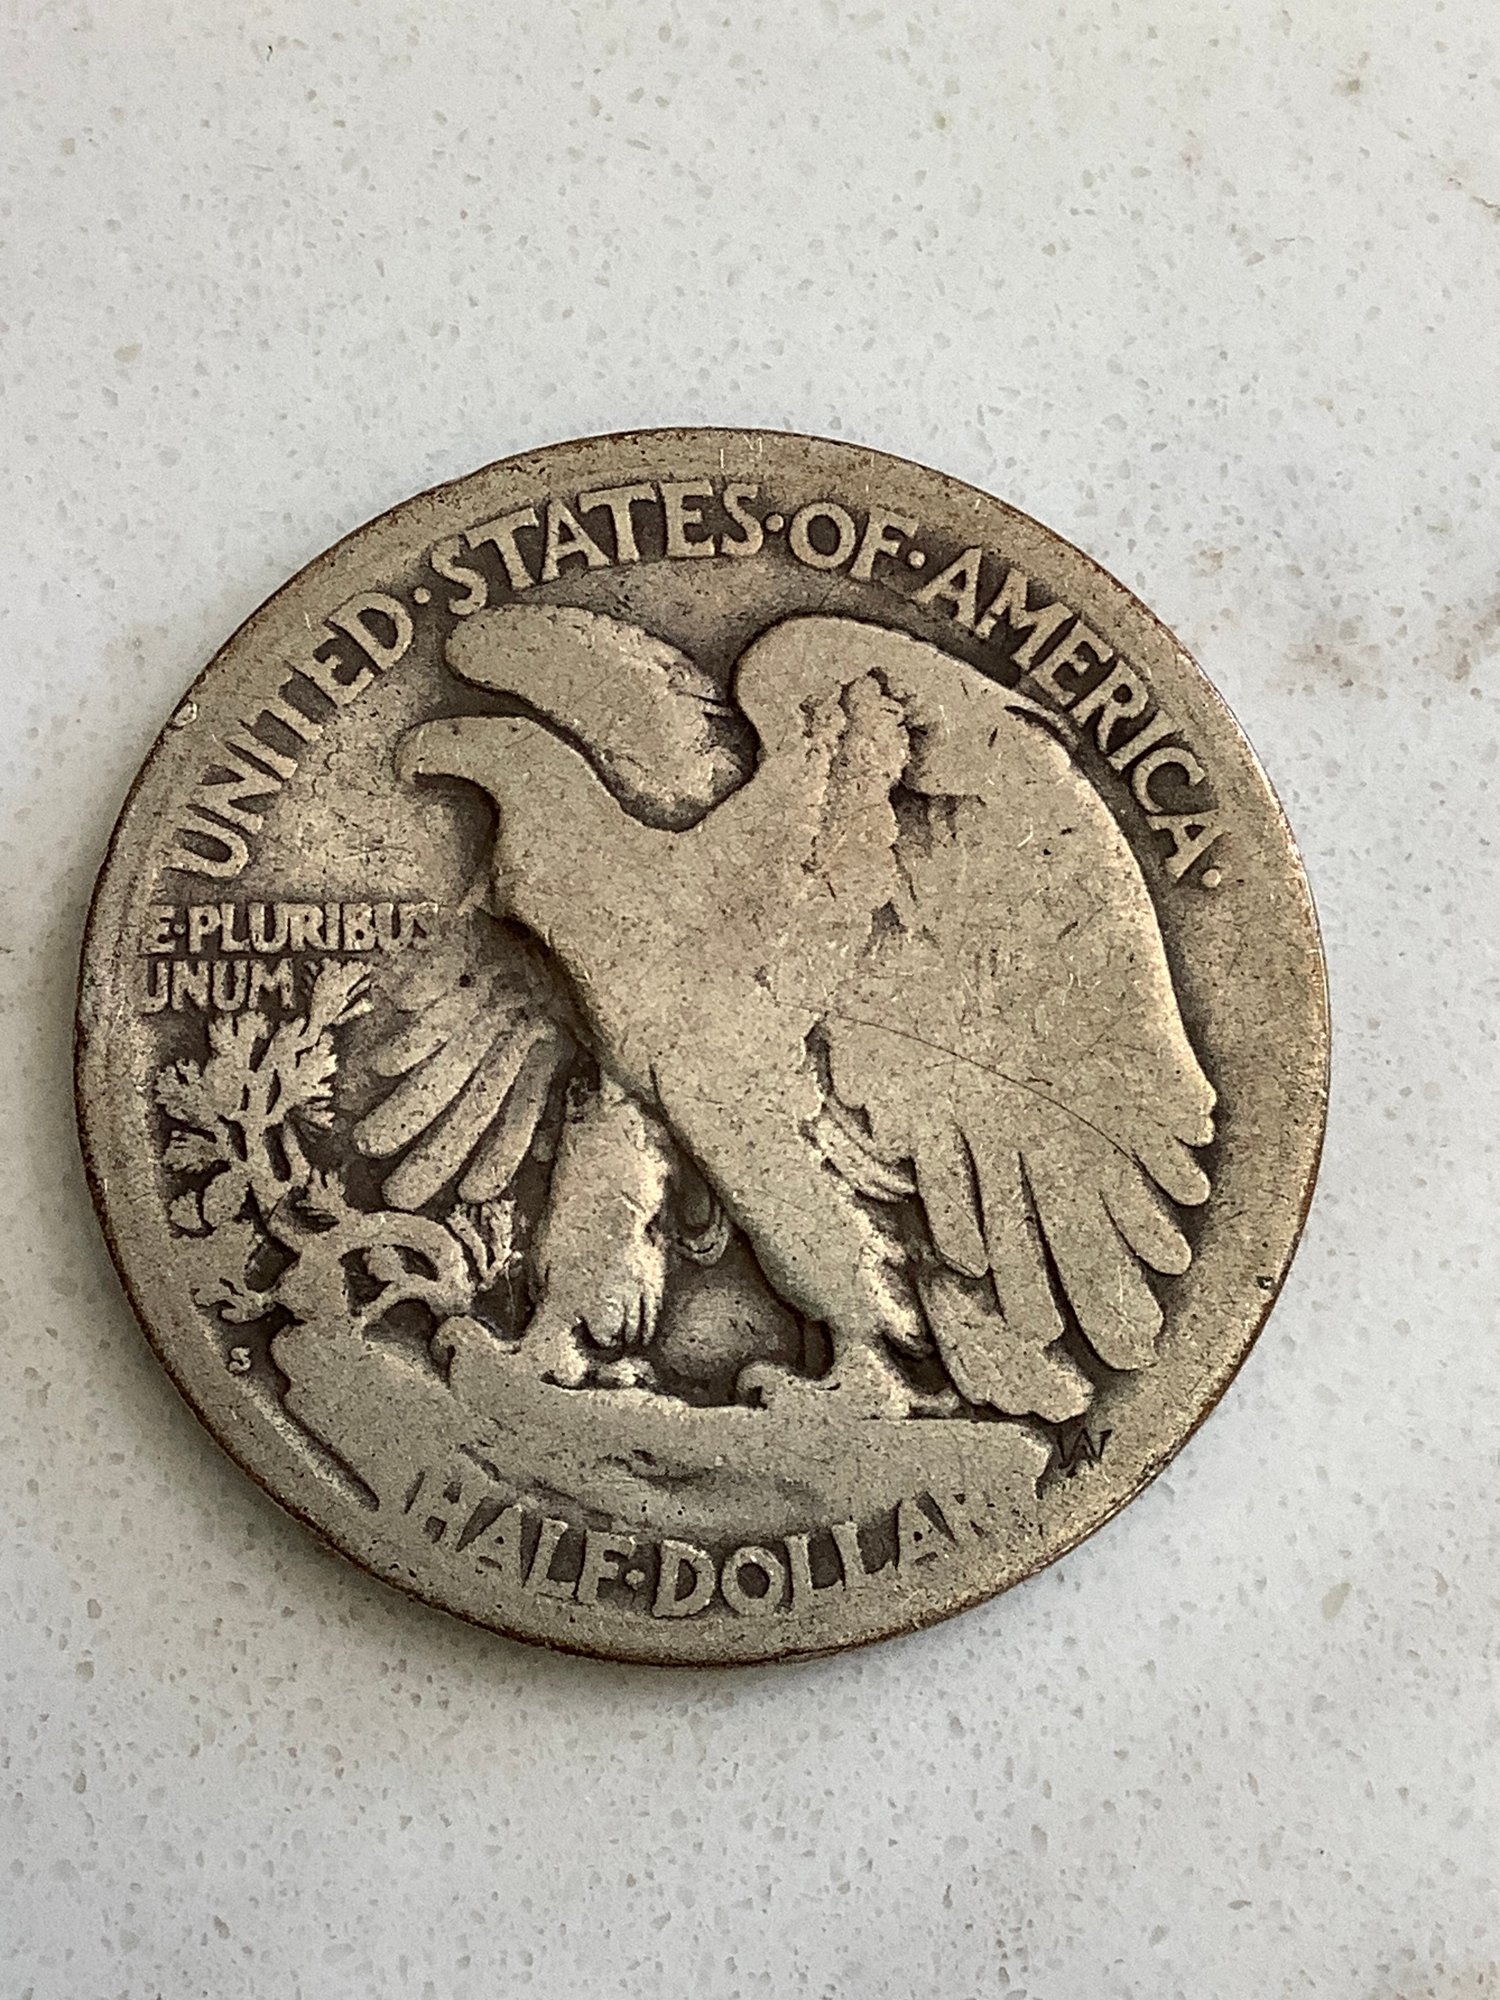 UNITED·STATES·OF·AMERICA·
E·PLURIBUS
UNUM
S
AW
HALF·DOLLAR